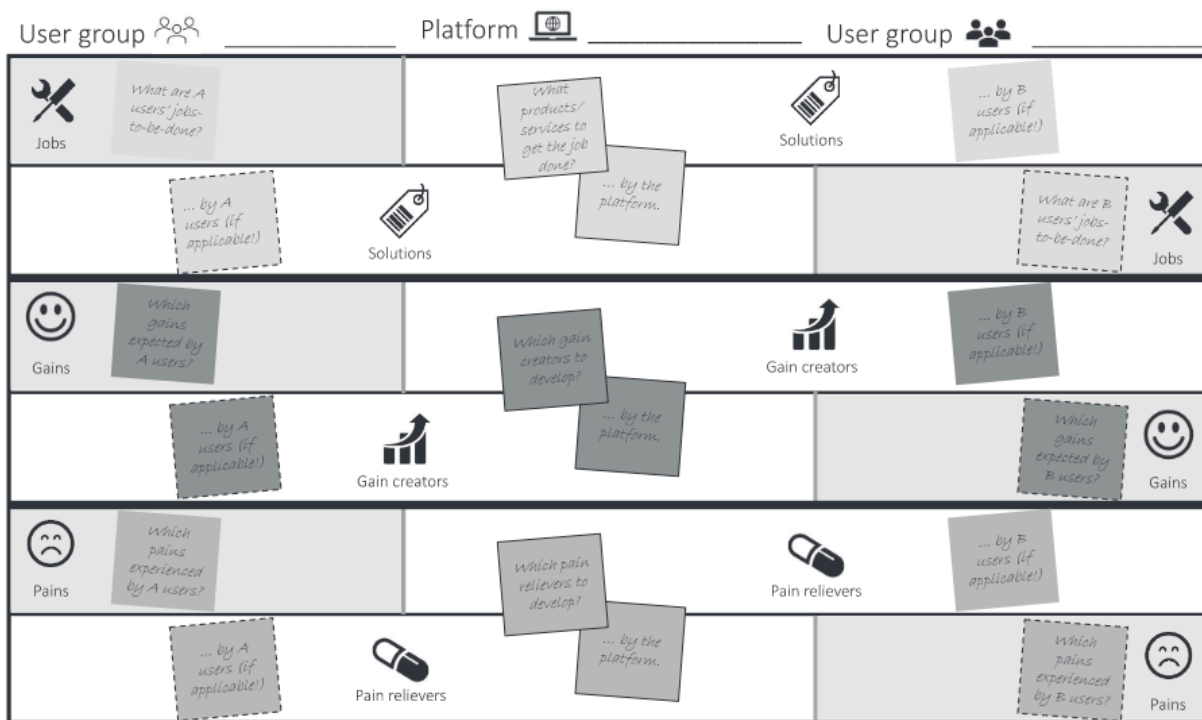 User group ____________
Platform ____________
User group ____________
Jobs
What are A
users' jobs-
to-be-done?
What
products/
services to
get the job
done?
Solutions
... by B
users (if
applicable!)
... by A
users (if
applicable!)
Solutions
... by the
platform.
What are B
users' jobs-
to-be-done?
Jobs
Gains
Which
gains
expected by
A users?
Which gain
creators to
develop?
Gain creators
... by B
users (if
applicable!)
... by A
users (if
applicable!)
Gain creators
... by the
platform.
Which
gains
expected by
B users?
Gains
Pains
Which
pains
experienced
by A users?
Which pain
relievers to
develop?
Pain relievers
... by B
users (if
applicable!)
... by A
users (if
applicable!)
Pain relievers
... by the
platform.
Which
pains
experienced
by B users?
Pains